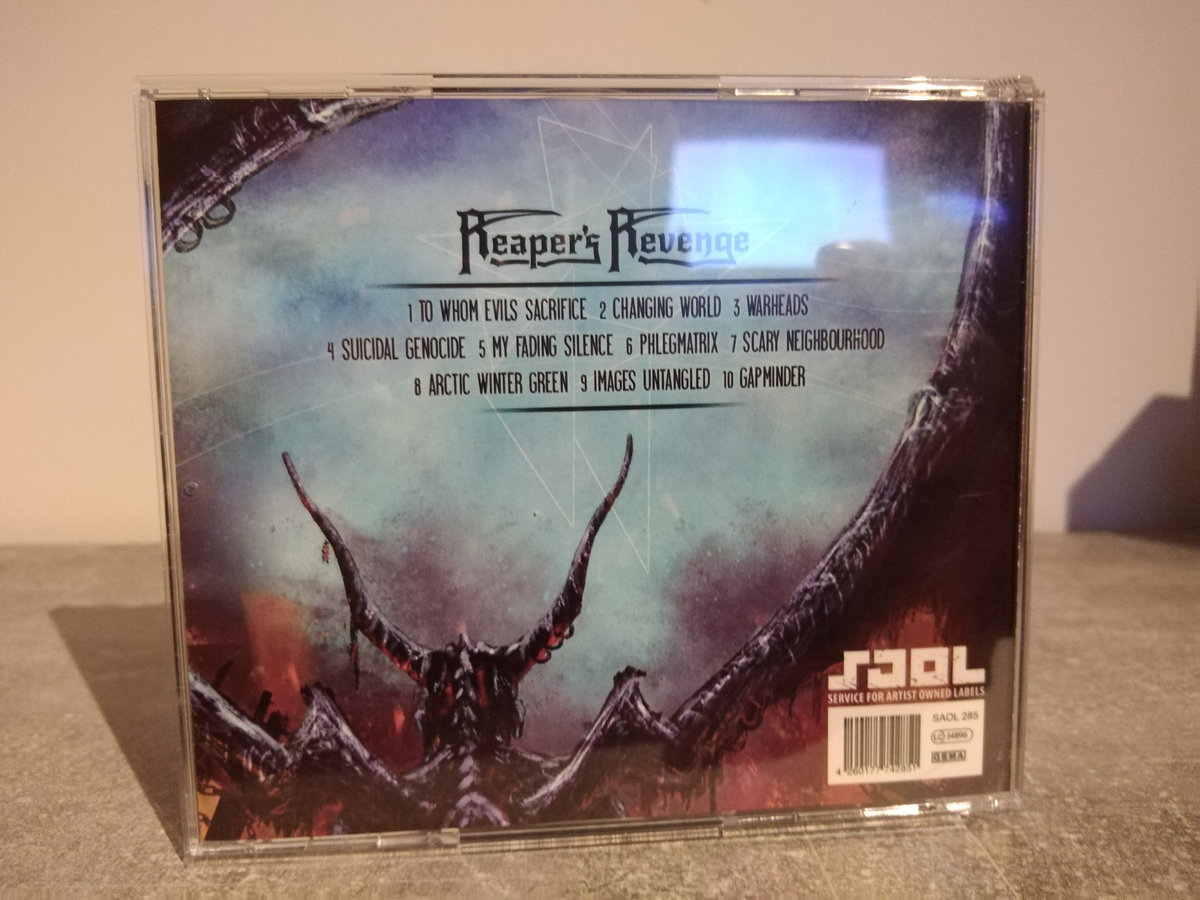 Reaper's Revenge
1 TO WHOM EVILS SACRIFICE 2 CHANGING WORLD 3 WARHEADS
4 SUICIDAL GENOCIDE 5 MY FADING SILENCE 6 PHLEGMATRIX 7 SCARY NEIGHBOURHOOD
8 ARCTIC WINTER GREEN 9 IMAGES UNTANGLED 10 GAPMINDER
SAOL
SERVICE FOR ARTIST OWNED LABELS
SAOL 285
LC 14896
GEMA